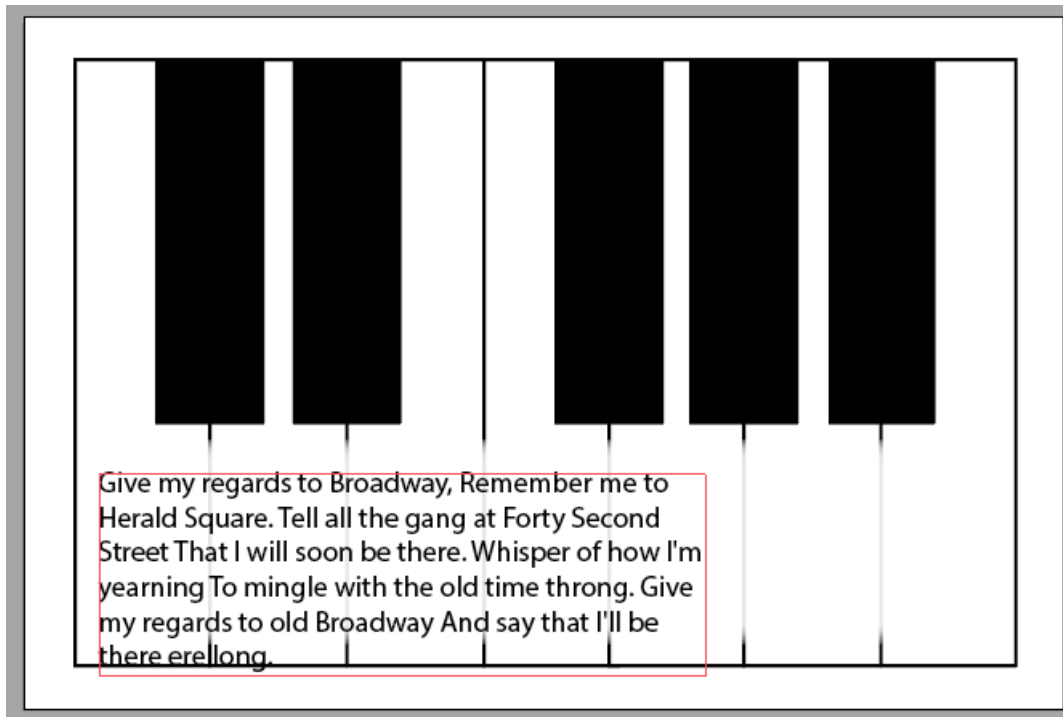 Give my regards to Broadway, Remember me to
Herald Square. Tell all the gang at Forty Second
Street That I will soon be there. Whisper of how I'm
yearning To mingle with the old time throng. Give
my regards to old Broadway And say that I'll be
there ere long.